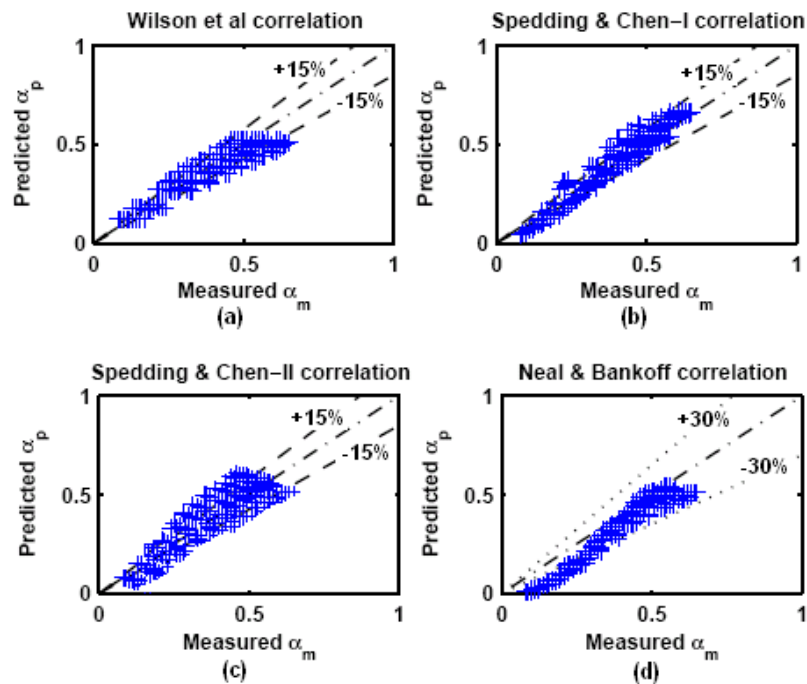 Wilson et al correlation
1
+15%
-15%
Predicted α_p
0.5
0
0
0.5
1
Measured α_m
(a)
Spedding & Chen–I correlation
1
+15%
-15%
Predicted α_p
0.5
0
0
0.5
1
Measured α_m
(b)
Spedding & Chen–II correlation
1
+15%
-15%
Predicted α_p
0.5
0
0
0.5
1
Measured α_m
(c)
Neal & Bankoff correlation
1
+30%
-30%
Predicted α_p
0.5
0
0
0.5
1
Measured α_m
(d)